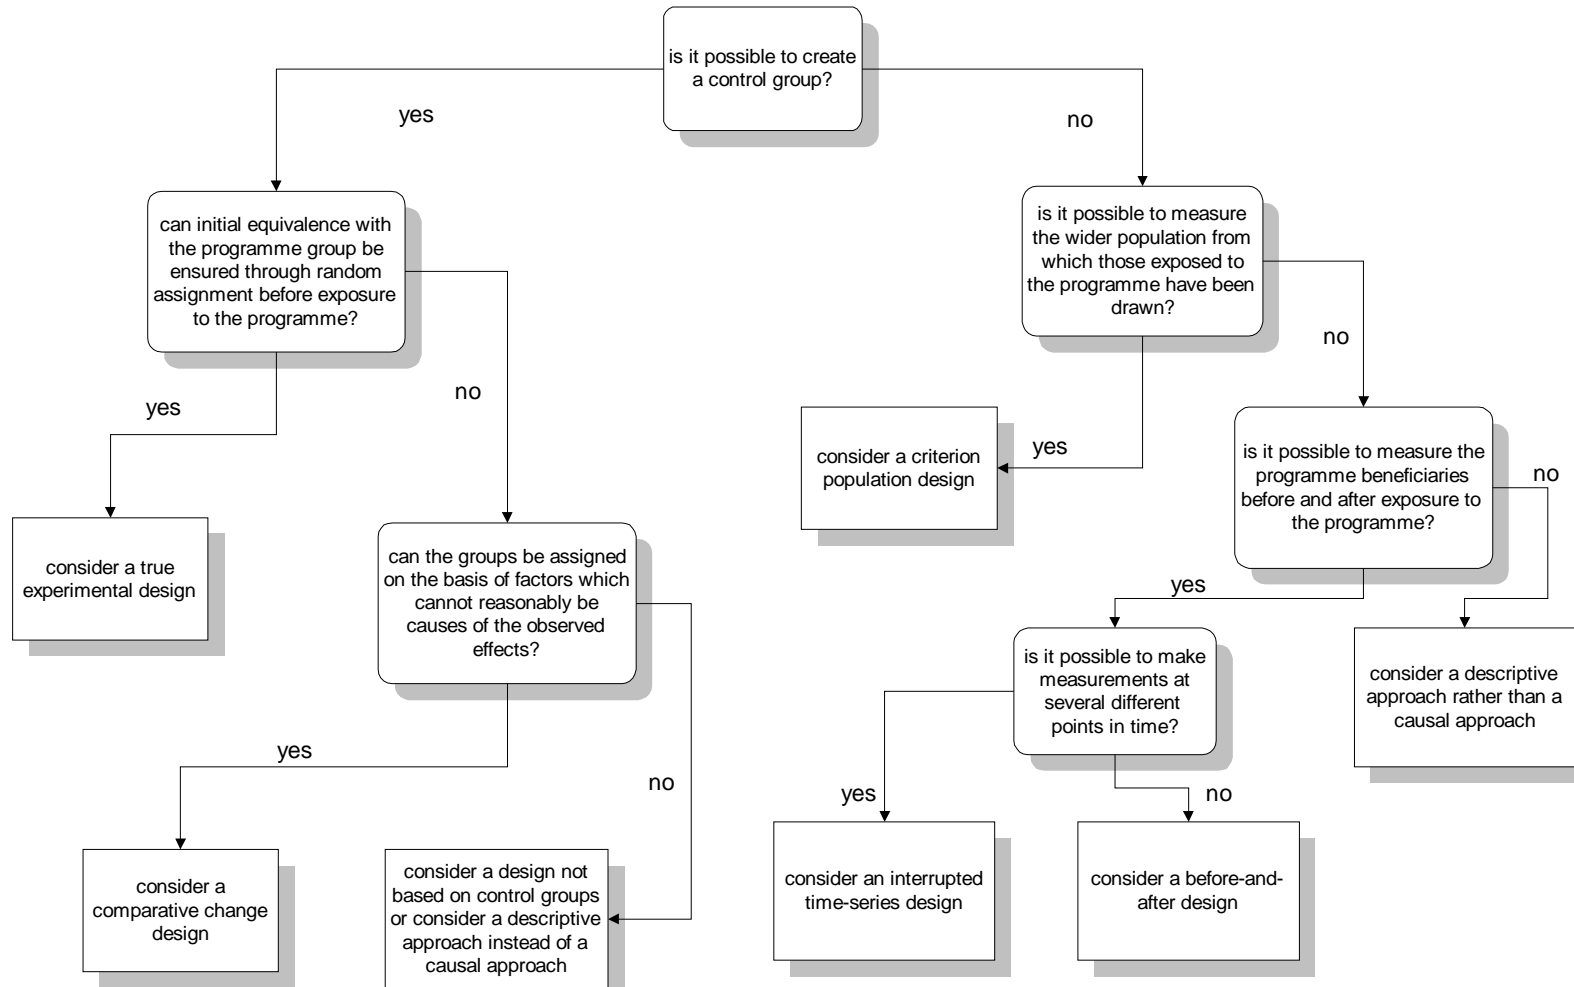 is it possible to create
a control group?
yes
no
can initial equivalence with
the programme group be
ensured through random
assignment before exposure
to the programme?
is it possible to measure
the wider population from
which those exposed to
the programme have been
drawn?
no
yes
no
consider a criterion
population design
yes
is it possible to measure the
programme beneficiaries
before and after exposure to
the programme?
no
consider a true
experimental design
can the groups be assigned
on the basis of factors which
cannot reasonably be
causes of the observed
effects?
yes
is it possible to make
measurements at
several different
points in time?
consider a descriptive
approach rather than a
causal approach
yes
no
yes
no
consider a
comparative change
design
consider a design not
based on control groups
or consider a descriptive
approach instead of a
causal approach
consider an interrupted
time-series design
consider a before-and-
after design